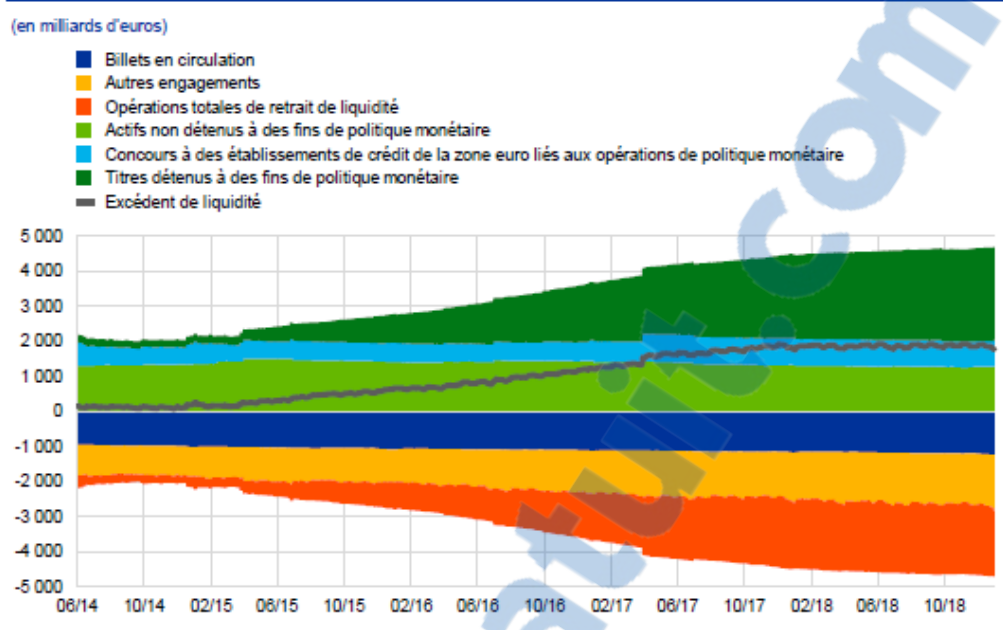 (en milliards d'euros)
Billets en circulation
Autres engagements
Opérations totales de retrait de liquidité
Actifs non détenus à des fins de politique monétaire
Concours à des établissements de crédit de la zone euro liés aux opérations de politique monétaire
Titres détenus à des fins de politique monétaire
Excédent de liquidité
5 000
4 000
3 000
2 000
1 000
0
-1 000
-2 000
-3 000
-4 000
-5 000
06/14 10/14 02/15 06/15 10/15 02/16 06/16 10/16 02/17 06/17 10/17 02/18 06/18 10/18